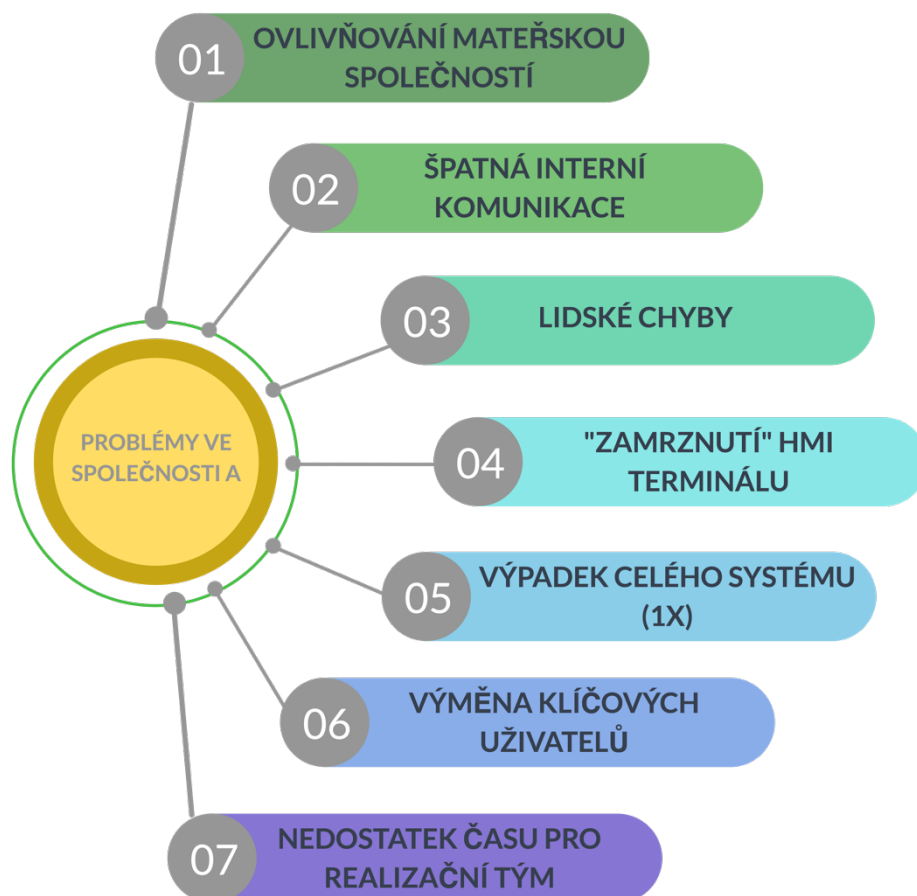 01
OVLIVŇOVÁNÍ MATEŘSKOU
SPOLEČNOSTÍ
02
ŠPATNÁ INTERNÍ
KOMUNIKACE
03
LIDSKÉ CHYBY
PROBLÉMY VE
SPOLEČNOSTI A
04
"ZAMRZNUTÍ" HMI
TERMINÁLU
05
VÝPADEK CELÉHO SYSTÉMU
(1X)
06
VÝMĚNA KLÍČOVÝCH
UŽIVATELŮ
07
NEDOSTATEK ČASU PRO
REALIZAČNÍ TÝM